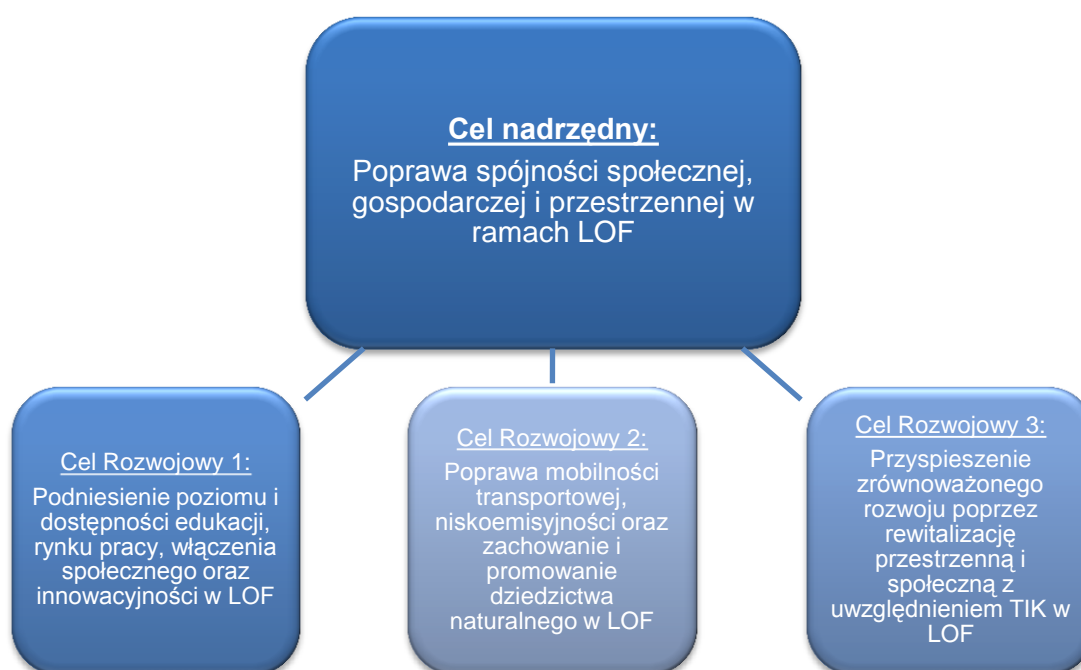 Cel nadrzędny:
Poprawa spójności społecznej,
gospodarczej i przestrzennej w
ramach LOF
Cel Rozwojowy 1:
Podniesienie poziomu i
dostępności edukacji,
rynku pracy, włączenia
społecznego oraz
innowacyjności w LOF
Cel Rozwojowy 2:
Poprawa mobilności
transportowej,
niskoemisyjności oraz
zachowanie i
promowanie
dziedzictwa
naturalnego w LOF
Cel Rozwojowy 3:
Przyspieszenie
zrównoważonego
rozwoju poprzez
rewitalizację
przestrzenną i
społeczną z
uwzględnieniem TIK w
LOF